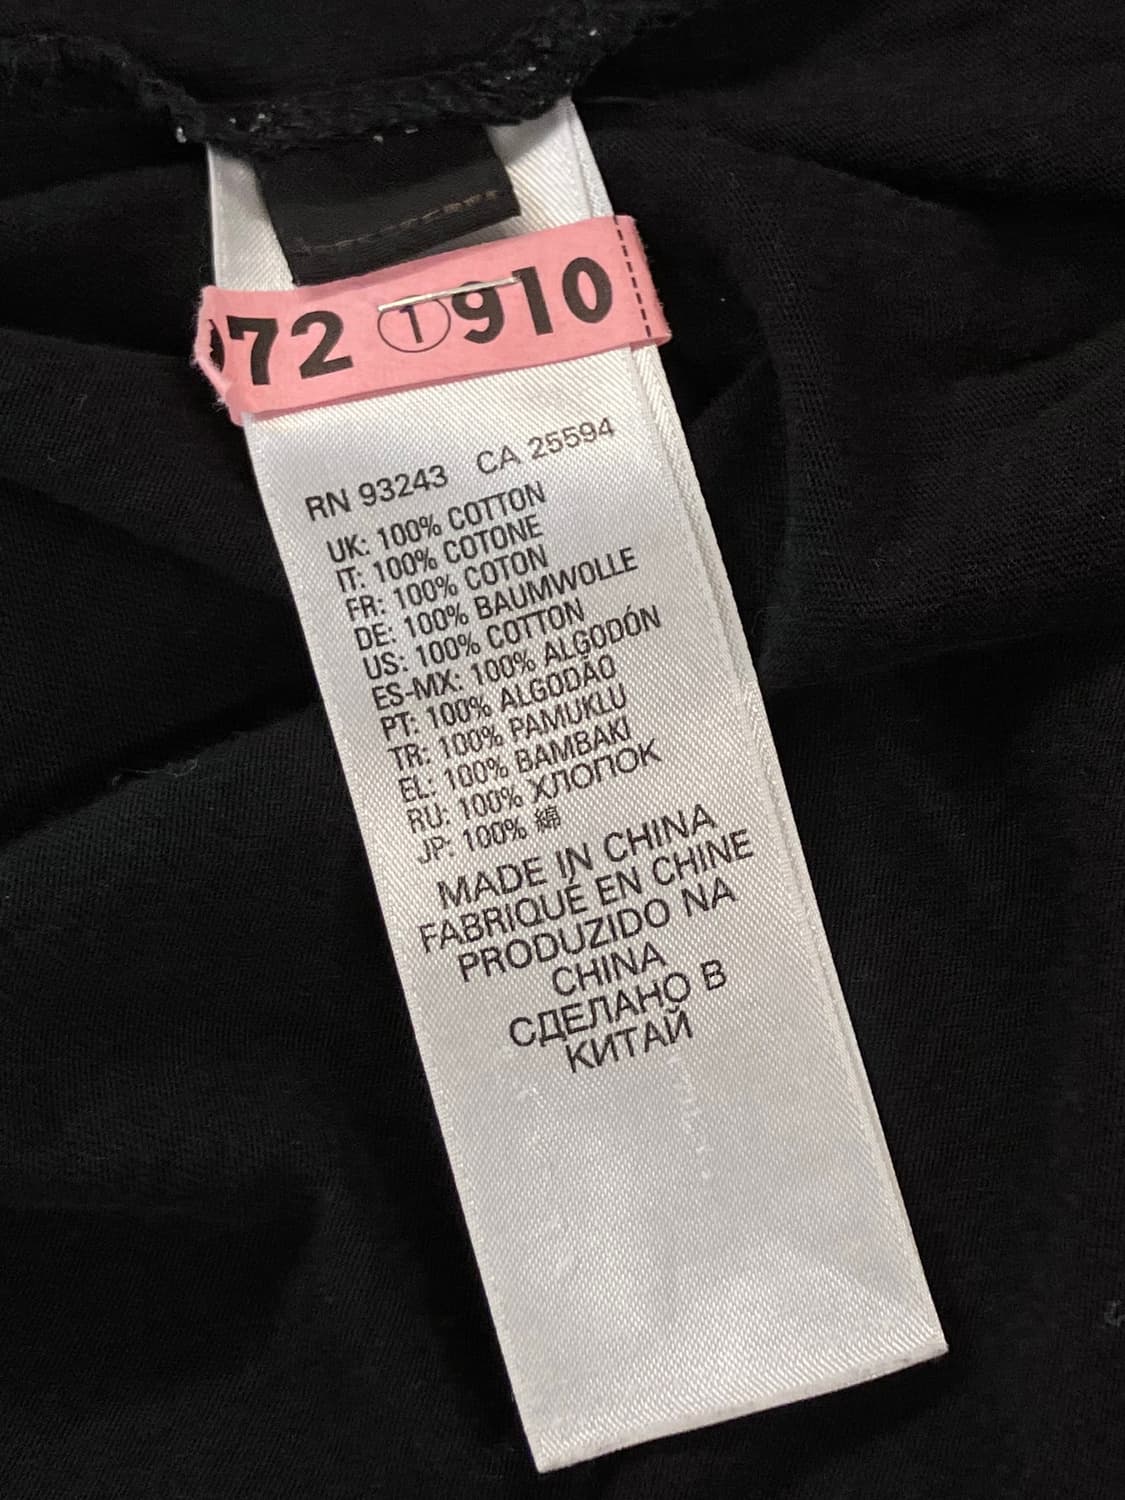 72 ① 910
RN 93243 CA 25594
UK: 100% COTTON
IT: 100% COTONE
FR: 100% COTON
DE: 100% BAUMWOLLE
US: 100% COTTON
ES-MX: 100% ALGODÓN
PT: 100% ALGODÃO
TR: 100% PAMUKLU
EL: 100% BAMBAKI
RU: 100% ХЛОПОК
JP: 100% 綿
MADE IN CHINA
FABRIQUÉ EN CHINE
PRODUZIDO NA
CHINA
СДЕЛАНО В
КИТАЙ